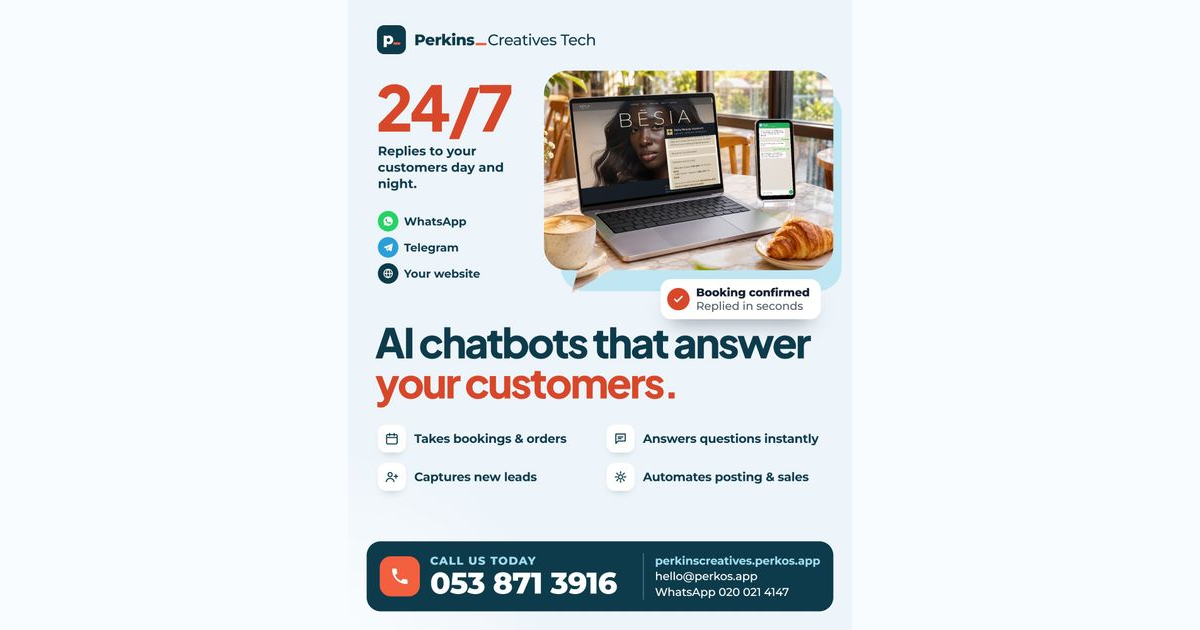 p_
Perkins_Creatives Tech
24/7
Replies to your
customers day and
night.
WhatsApp
Telegram
Your website
BĒSIA
Booking confirmed
Replied in seconds
AI chatbots that answer
your customers.
Takes bookings & orders
Answers questions instantly
Captures new leads
Automates posting & sales
CALL US TODAY
053 871 3916
perkinscreatives.perkos.app
hello@perkos.app
WhatsApp 020 021 4147